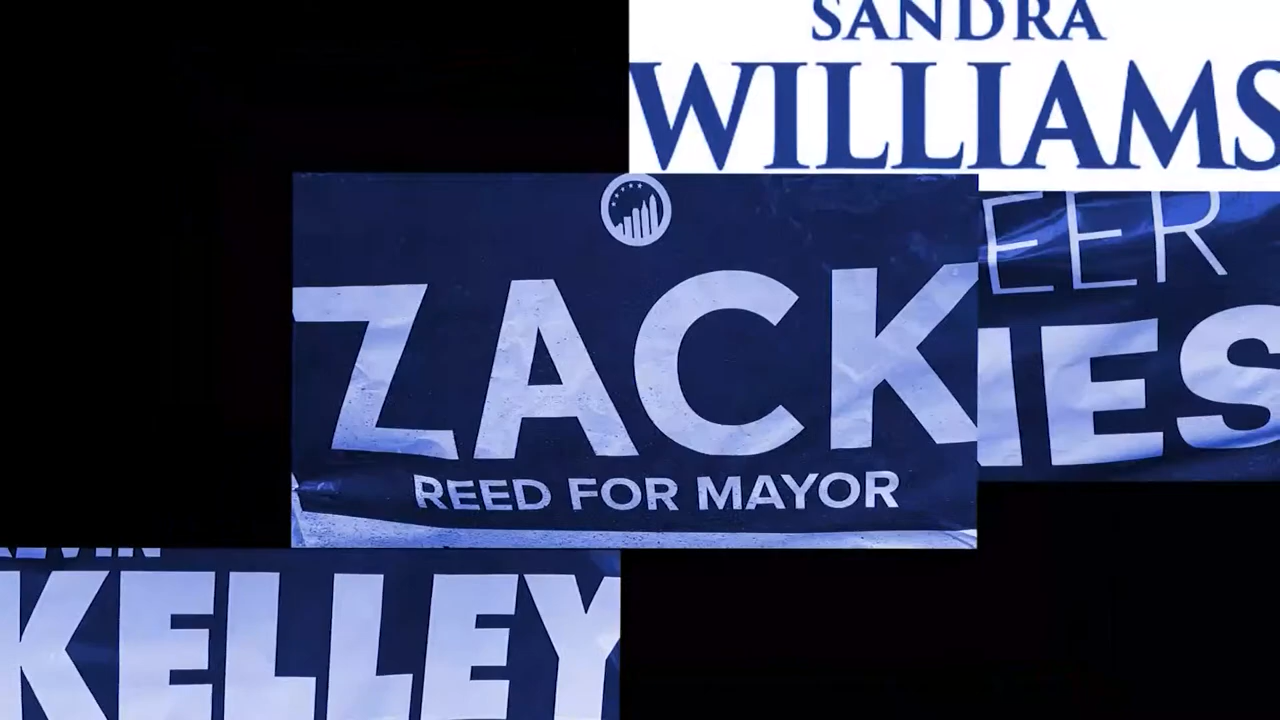 SANDRA
WILLIAMS
ZACK
REED FOR MAYOR
EER
IES
KELLEY